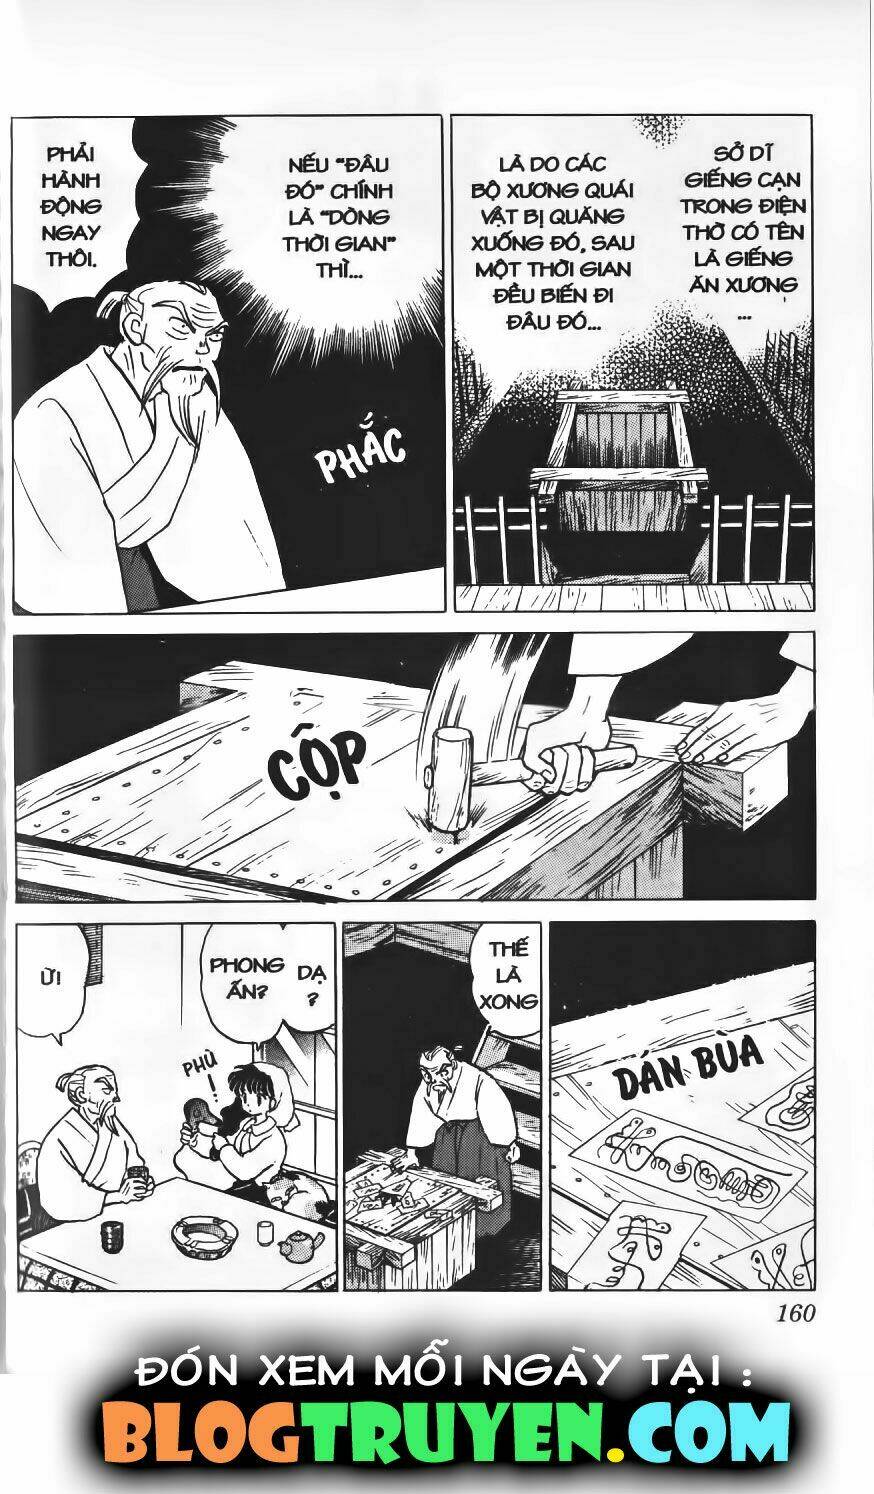 SỞ DĨ
GIẾNG CẠN
TRONG ĐIỆN
THỜ CÓ TÊN
LÀ GIẾNG
ĂN XƯƠNG
...
LÀ DO CÁC
BỘ XƯƠNG QUÁI
VẬT BỊ QUĂNG
XUỐNG ĐÓ, SAU
MỘT THỜI GIAN
ĐỀU BIẾN ĐI
ĐÂU ĐÓ...
NẾU "ĐÂU
ĐÓ" CHÍNH
LÀ "DÒNG
THỜI GIAN"
THÌ...
PHẢI
HÀNH
ĐỘNG
NGAY
THÔI.
PHẮC
CỘP
DÁN BÙA
THẾ
LÀ
XONG
DẠ
?
PHONG
ẤN?
PHÙ
!
Ừ!
160
ĐÓN XEM MỖI NGÀY TẠI :
BLOGTRUYEN.COM